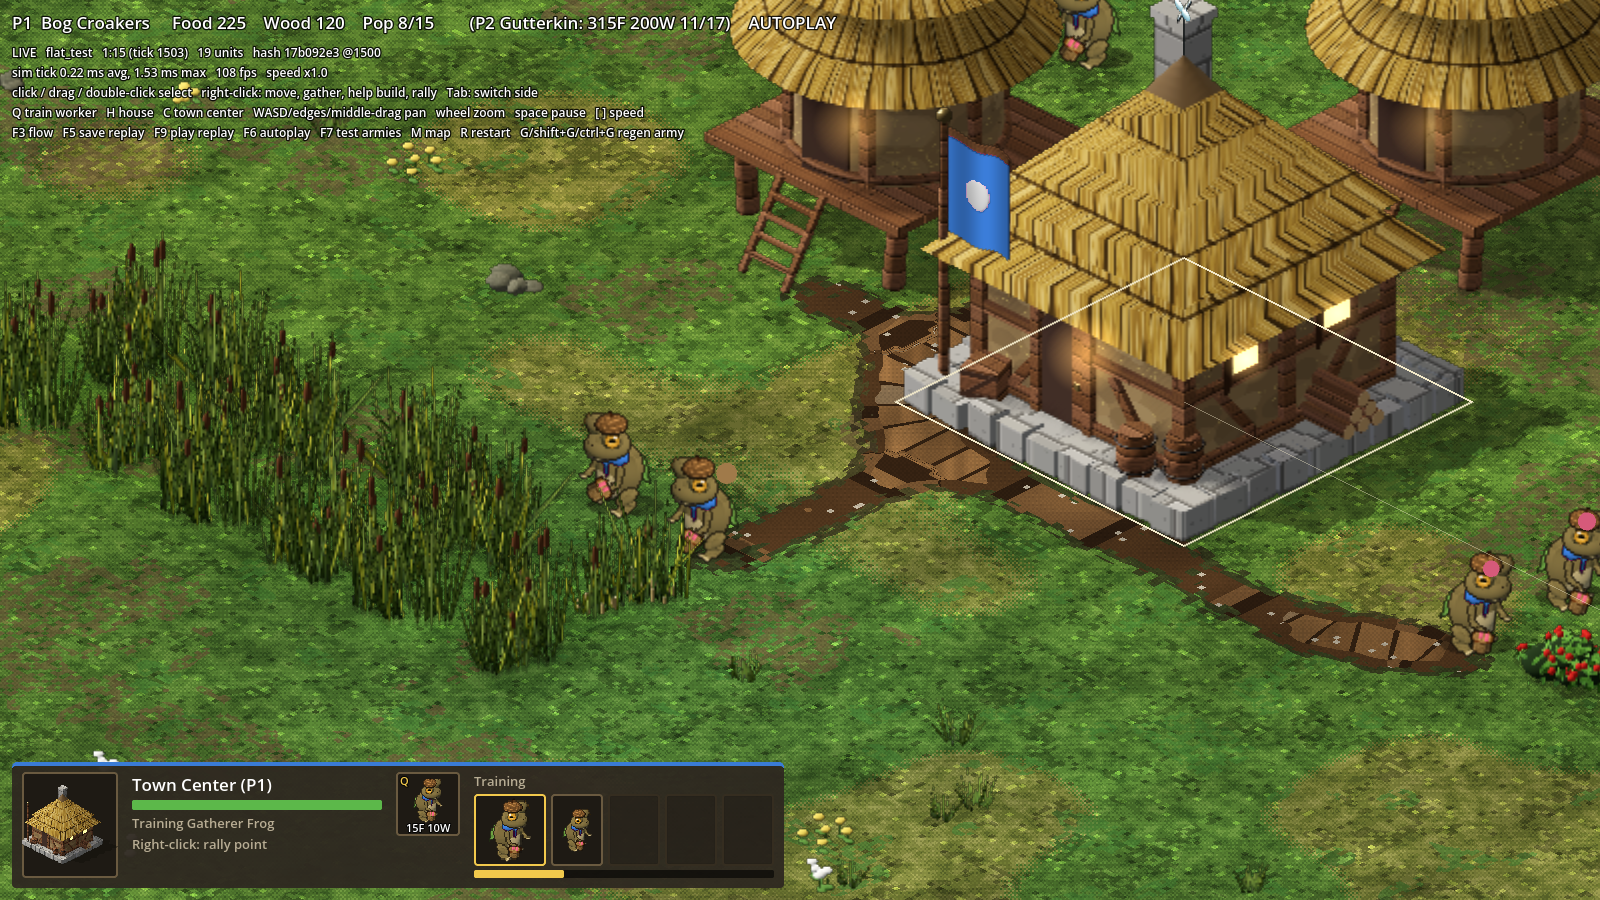 P1 Bog Croakers Food 225 Wood 120 Pop 8/15 (P2 Gutterkin: 315F 200W 11/17) AUTOPLAY
LIVE flat_test 1:15 (tick 1503) 19 units hash 17b092e3 @1500
sim tick 0.22 ms avg, 1.53 ms max 108 fps speed x1.0
click / drag / double-click select right-click: move, gather, help build, rally Tab: switch side
Q train worker H house C town center WASD/edges/middle-drag pan wheel zoom space pause [ ] speed
F3 flow F5 save replay F9 play replay F6 autoplay F7 test armies M map R restart G/shift+G/ctrl+G regen army
Town Center (P1)
Training Gatherer Frog
Right-click: rally point
Q
15F 10W
Training